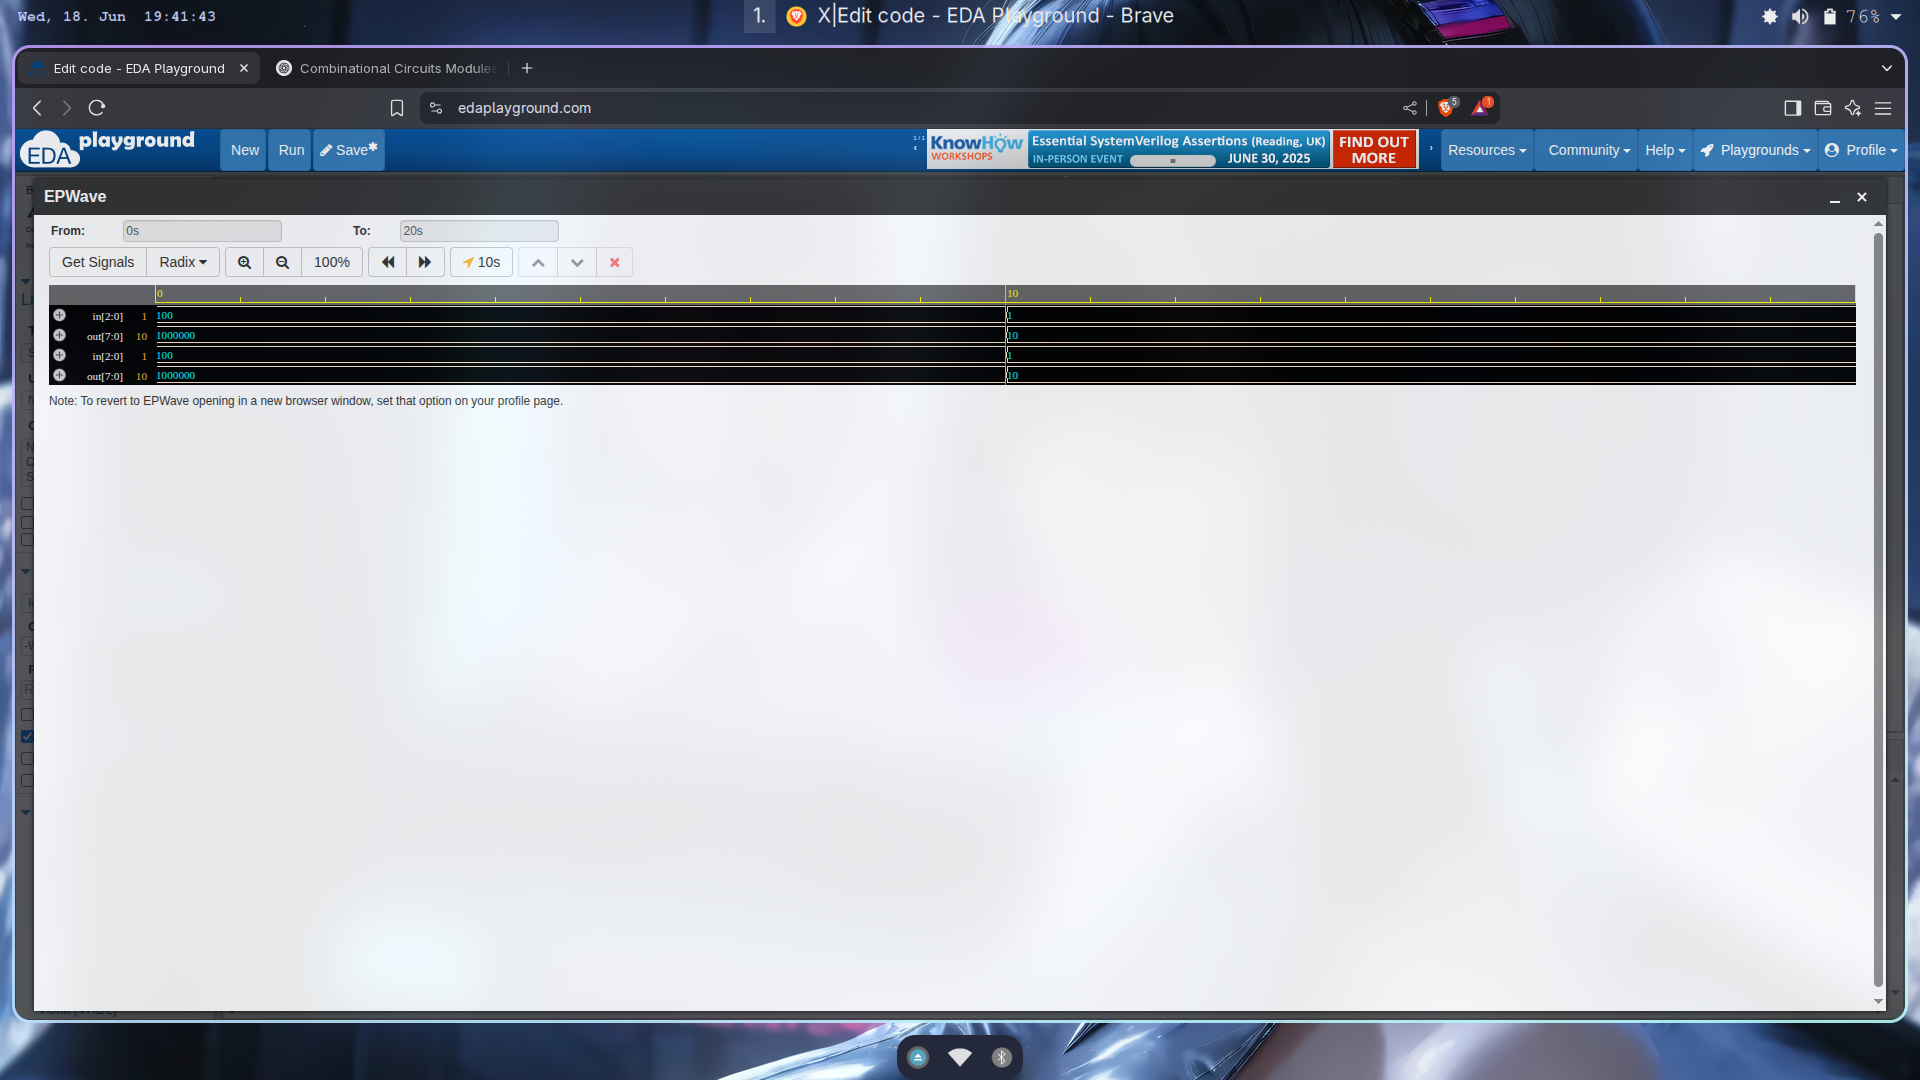 Wed, 18. Jun 19:41:43
1. X|Edit code - EDA Playground - Brave
76%
Edit code - EDA Playground
Combinational Circuits Modules
edaplayground.com
5
1
EDA playground
New
Run
Save*
1 / 1
KnowHow
WORKSHOPS
Essential SystemVerilog Assertions (Reading, UK)
IN-PERSON EVENT
JUNE 30, 2025
FIND OUT
MORE
Resources
Community
Help
Playgrounds
Profile
EPWave
From:
0s
To:
20s
Get Signals
Radix
100%
10s
0
10
in[2:0] 1 100 1
out[7:0] 10 1000000 10
in[2:0] 1 100 1
out[7:0] 10 1000000 10
Note: To revert to EPWave opening in a new browser window, set that option on your profile page.